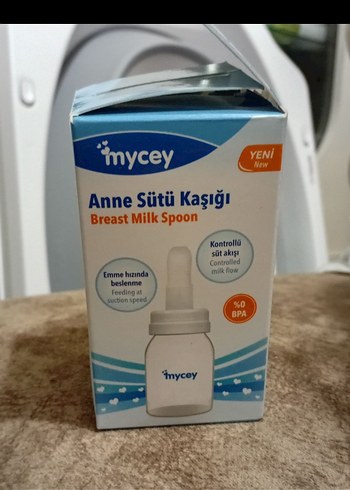 mycey
YENİ
New
Anne Sütü Kaşığı
Breast Milk Spoon
Kontrollü
süt akışı
Controlled
milk flow
Emme hızında
beslenme
Feeding at
suction speed
%0
BPA
mycey